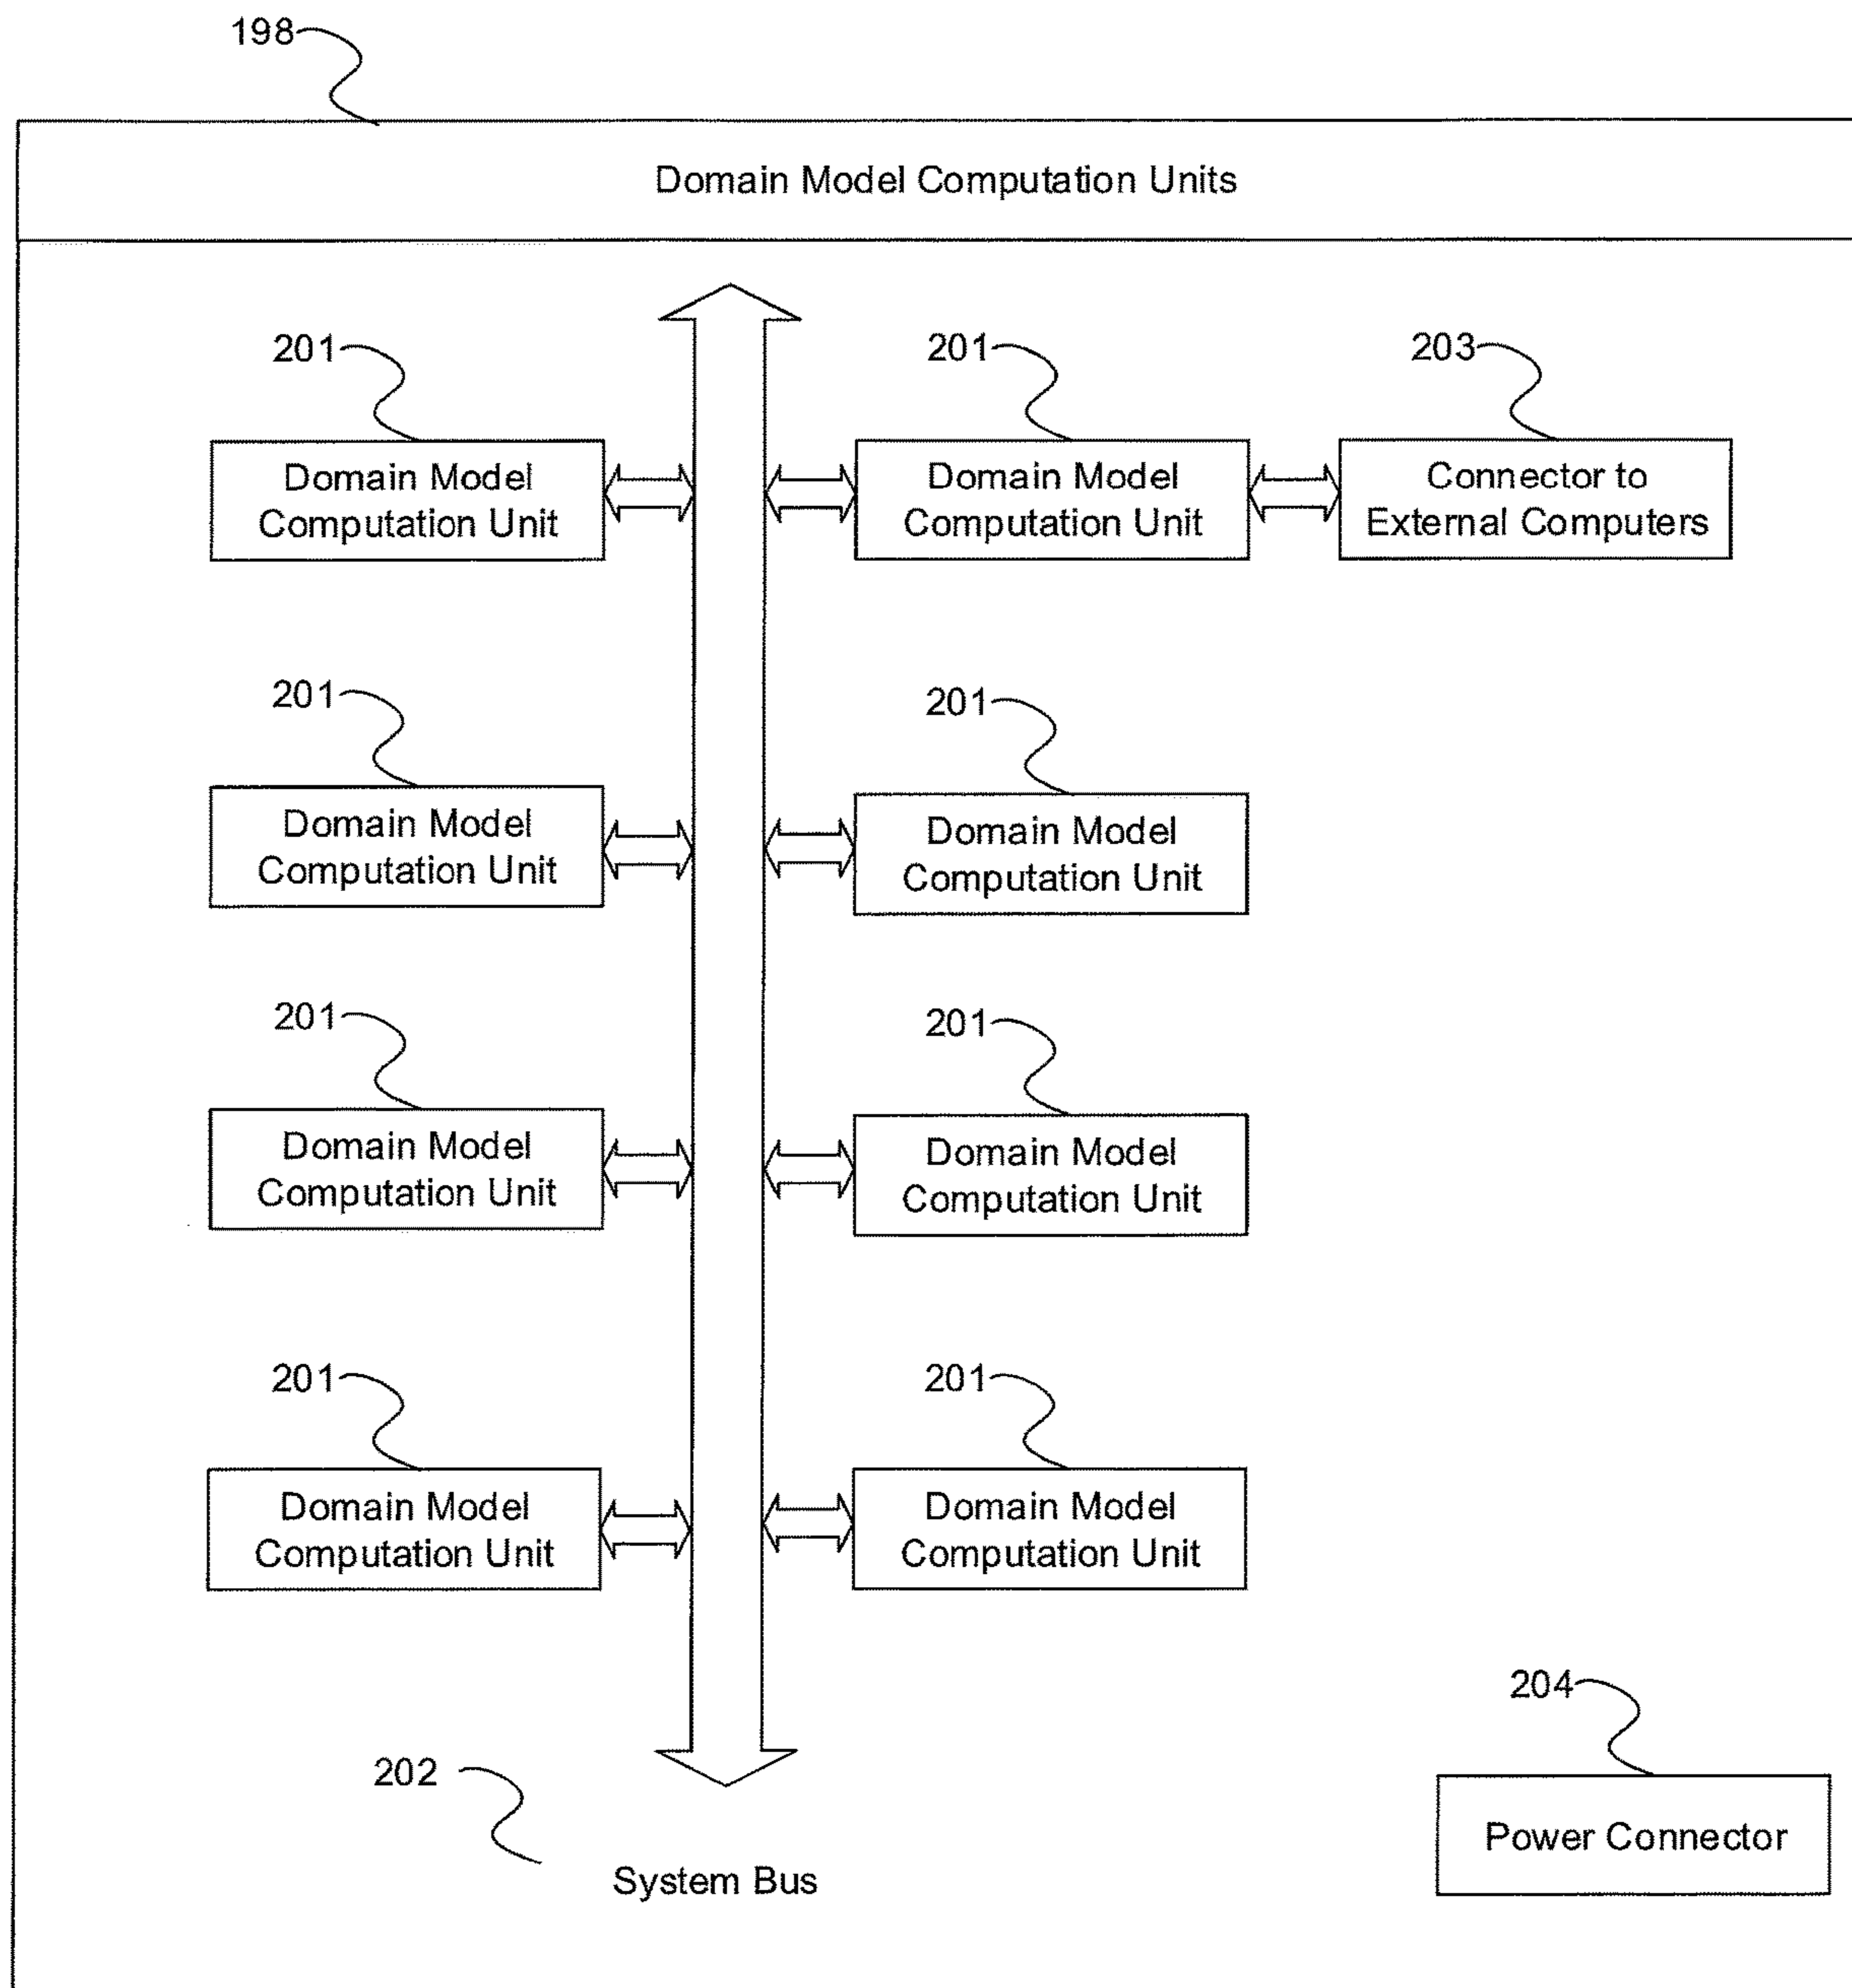 198
Domain Model Computation Units
201
201
203
Domain Model
Computation Unit
Domain Model
Computation Unit
Connector to
External Computers
201
201
Domain Model
Computation Unit
Domain Model
Computation Unit
201
201
Domain Model
Computation Unit
Domain Model
Computation Unit
201
201
Domain Model
Computation Unit
Domain Model
Computation Unit
204
202
Power Connector
System Bus